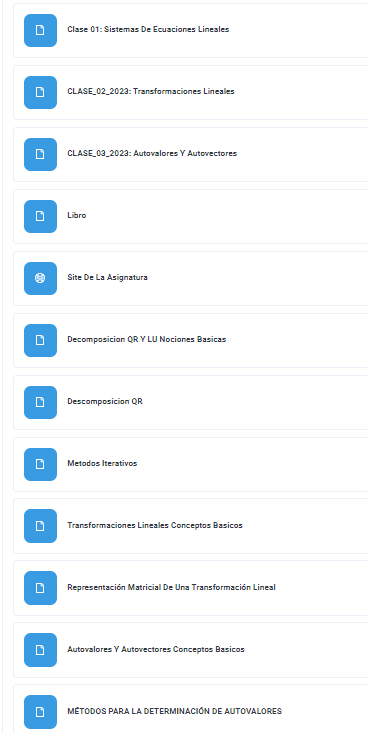 Clase 01: Sistemas De Ecuaciones Lineales
CLASE_02_2023: Transformaciones Lineales
CLASE_03_2023: Autovalores Y Autovectores
Libro
Site De La Asignatura
Decomposicion QR Y LU Nociones Basicas
Descomposicion QR
Metodos Iterativos
Transformaciones Lineales Conceptos Basicos
Representación Matricial De Una Transformación Lineal
Autovalores Y Autovectores Conceptos Basicos
MÉTODOS PARA LA DETERMINACIÓN DE AUTOVALORES